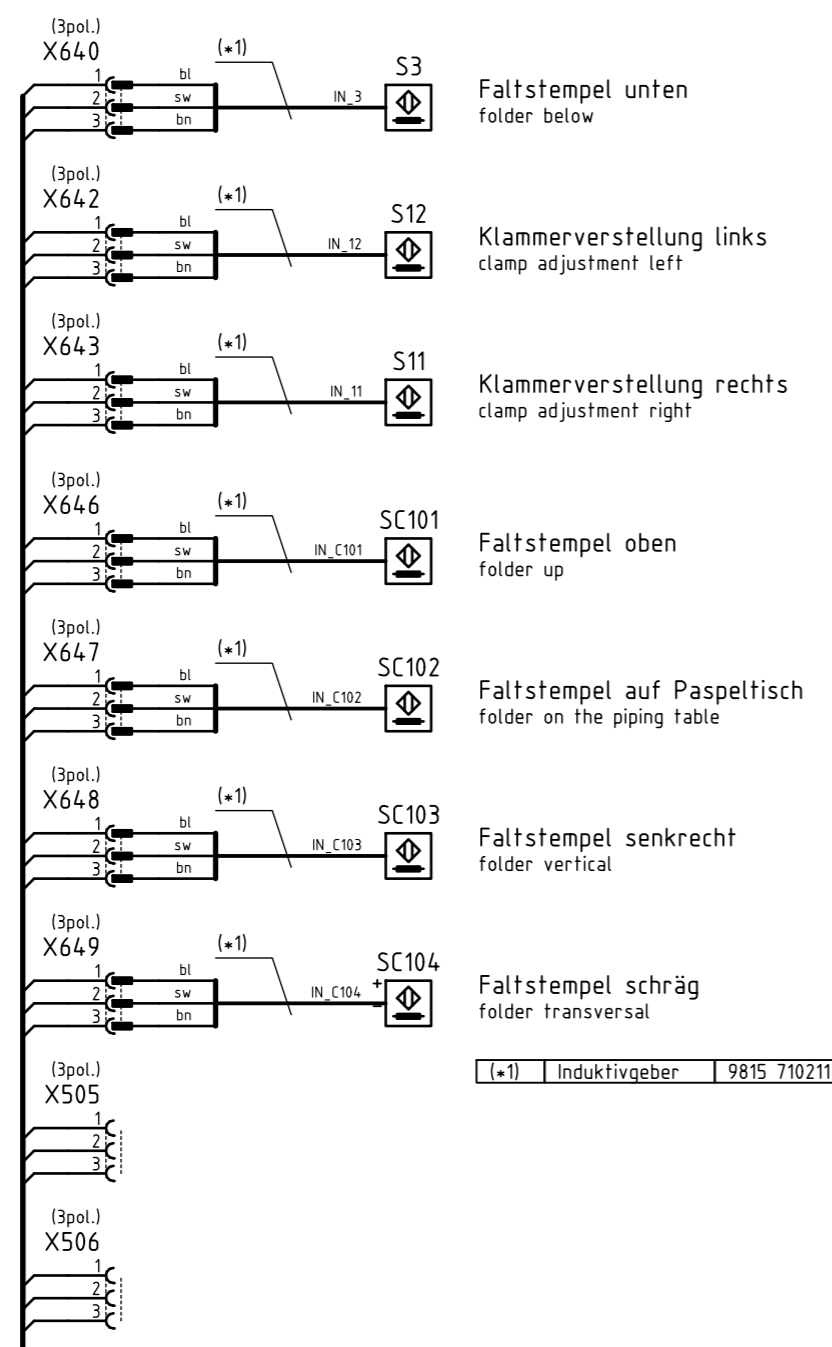 (3pol.)
X640
(*1)
S3
1 bl
2 sw IN_3
3 bn
Faltstempel unten
folder below
(3pol.)
X642
(*1)
S12
1 bl
2 sw IN_12
3 bn
Klammerverstellung links
clamp adjustment left
(3pol.)
X643
(*1)
S11
1 bl
2 sw IN_11
3 bn
Klammerverstellung rechts
clamp adjustment right
(3pol.)
X646
(*1)
SC101
1 bl
2 sw IN_C101
3 bn
Faltstempel oben
folder up
(3pol.)
X647
(*1)
SC102
1 bl
2 sw IN_C102
3 bn
Faltstempel auf Paspeltisch
folder on the piping table
(3pol.)
X648
(*1)
SC103
1 bl
2 sw IN_C103
3 bn
Faltstempel senkrecht
folder vertical
(3pol.)
X649
(*1)
SC104
1 bl +
2 sw IN_C104 −
3 bn
Faltstempel schräg
folder transversal
(*1) Induktivgeber 9815 710211
(3pol.)
X505
1
2
3
(3pol.)
X506
1
2
3